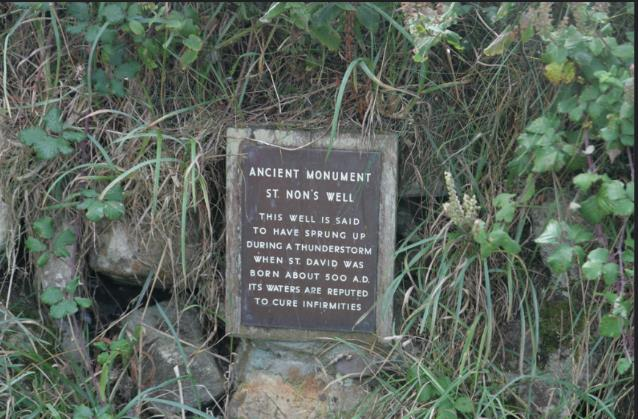 ANCIENT MONUMENT
ST NON'S WELL
THIS WELL IS SAID
TO HAVE SPRUNG UP
DURING A THUNDERSTORM
WHEN ST. DAVID WAS
BORN ABOUT 500 A.D.
ITS WATERS ARE REPUTED
TO CURE INFIRMITIES